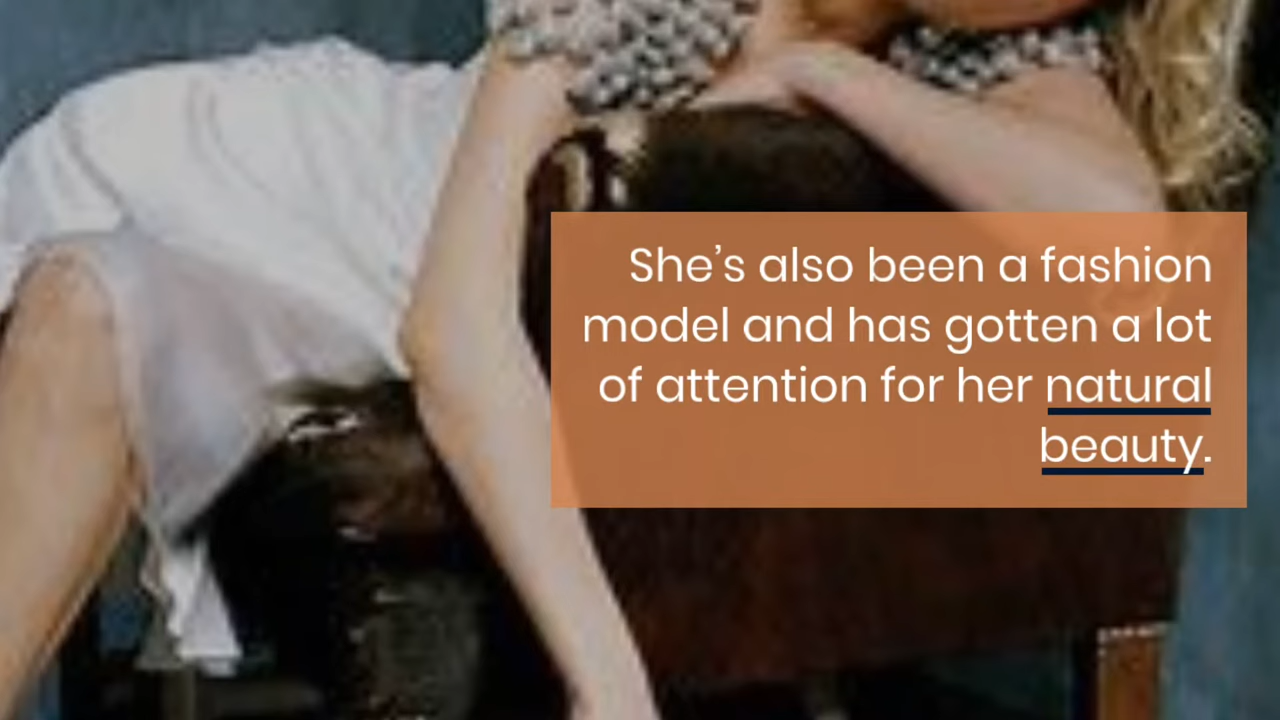 She’s also been a fashion
model and has gotten a lot
of attention for her natural
beauty.